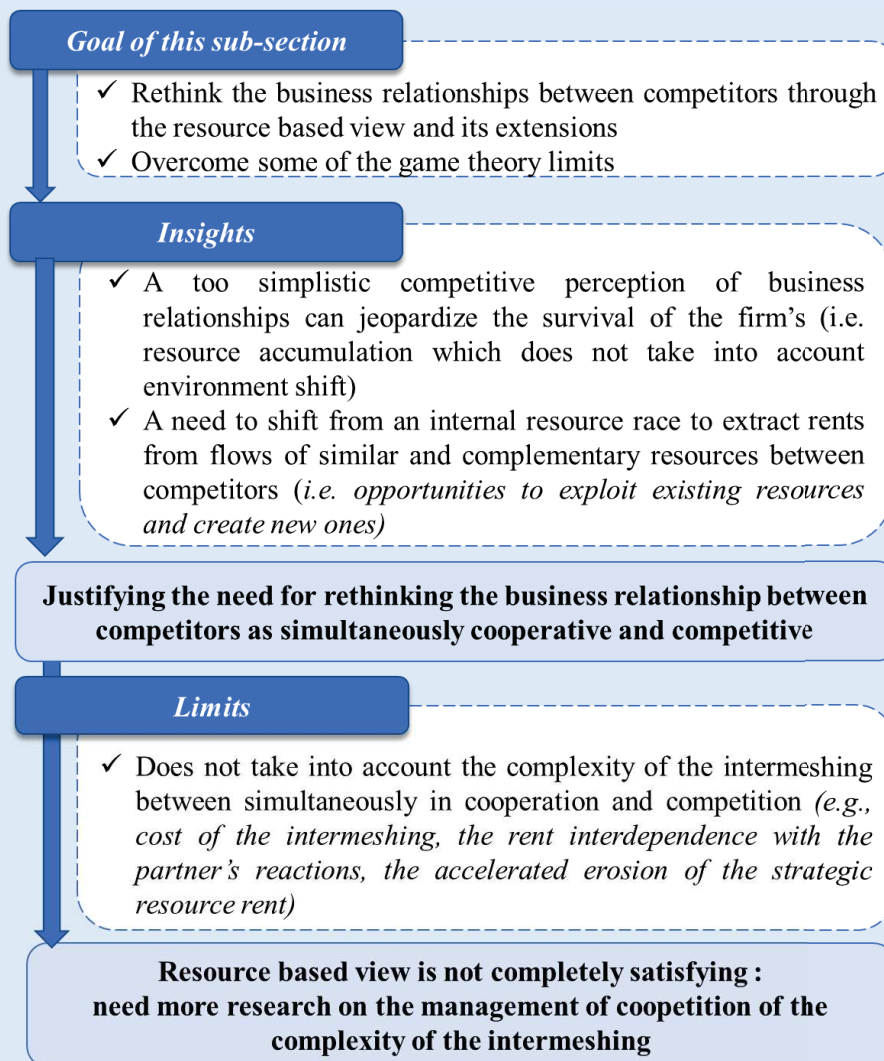 Goal of this sub-section
✓ Rethink the business relationships between competitors through
the resource based view and its extensions
✓ Overcome some of the game theory limits
Insights
✓ A too simplistic competitive perception of business
relationships can jeopardize the survival of the firm's (i.e.
resource accumulation which does not take into account
environment shift)
✓ A need to shift from an internal resource race to extract rents
from flows of similar and complementary resources between
competitors (i.e. opportunities to exploit existing resources
and create new ones)
Justifying the need for rethinking the business relationship between
competitors as simultaneously cooperative and competitive
Limits
✓ Does not take into account the complexity of the intermeshing
between simultaneously in cooperation and competition (e.g.,
cost of the intermeshing, the rent interdependence with the
partner's reactions, the accelerated erosion of the strategic
resource rent)
Resource based view is not completely satisfying :
need more research on the management of coopetition of the
complexity of the intermeshing